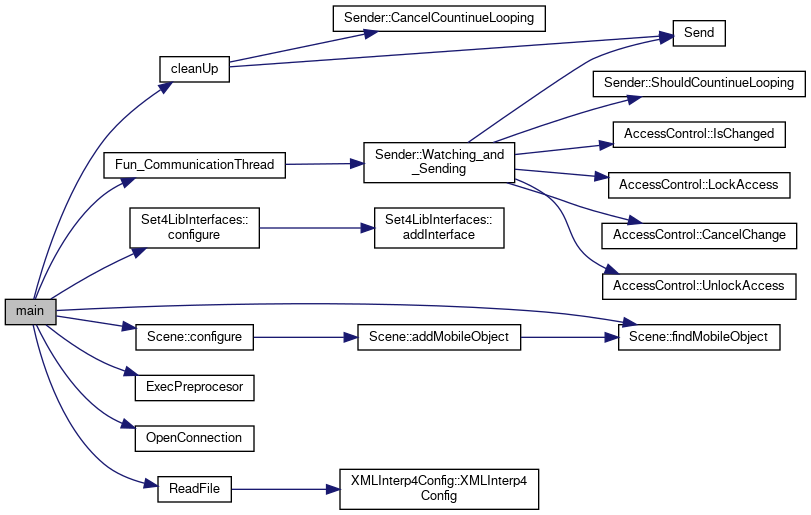 main
cleanUp
Fun_CommunicationThread
Set4LibInterfaces::
configure
Scene::configure
ExecPreprocesor
OpenConnection
ReadFile
Sender::CancelCountinueLooping
Sender::Watching_and
_Sending
Set4LibInterfaces::
addInterface
Scene::addMobileObject
XMLInterp4Config::XMLInterp4
Config
Send
Sender::ShouldCountinueLooping
AccessControl::IsChanged
AccessControl::LockAccess
AccessControl::CancelChange
AccessControl::UnlockAccess
Scene::findMobileObject